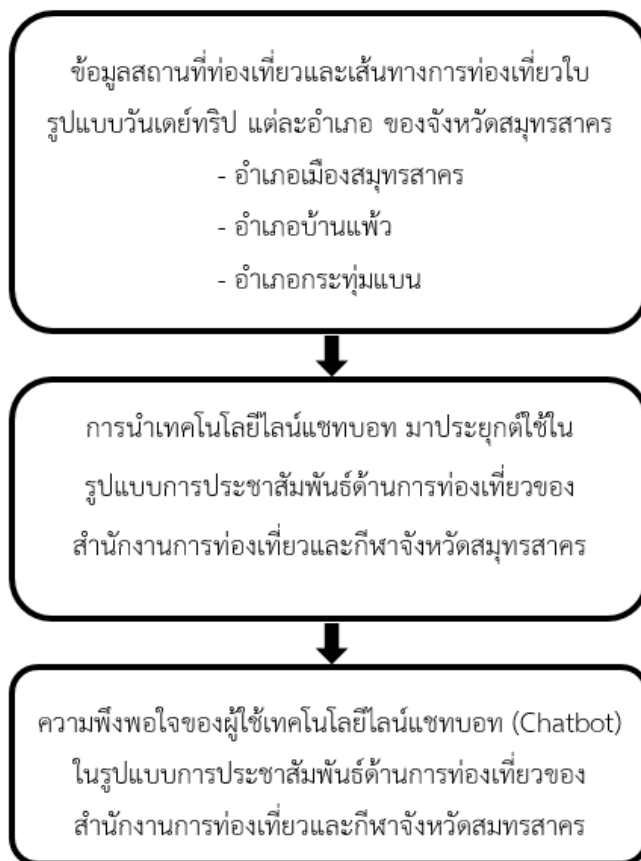 ข้อมูลสถานที่ท่องเที่ยวและเส้นทางการท่องเที่ยวใบ
รูปแบบวันเดย์ทริป แต่ละอำเภอ ของจังหวัดสมุทรสาคร
- อำเภอเมืองสมุทรสาคร
- อำเภอบ้านแพ้ว
- อำเภอกระทุ่มแบน
การนำเทคโนโลยีไลน์แชทบอท มาประยุกต์ใช้ใน
รูปแบบการประชาสัมพันธ์ด้านการท่องเที่ยวของ
สำนักงานการท่องเที่ยวและกีฬาจังหวัดสมุทรสาคร
ความพึงพอใจของผู้ใช้เทคโนโลยีไลน์แชทบอท (Chatbot)
ในรูปแบบการประชาสัมพันธ์ด้านการท่องเที่ยวของ
สำนักงานการท่องเที่ยวและกีฬาจังหวัดสมทรสาคร